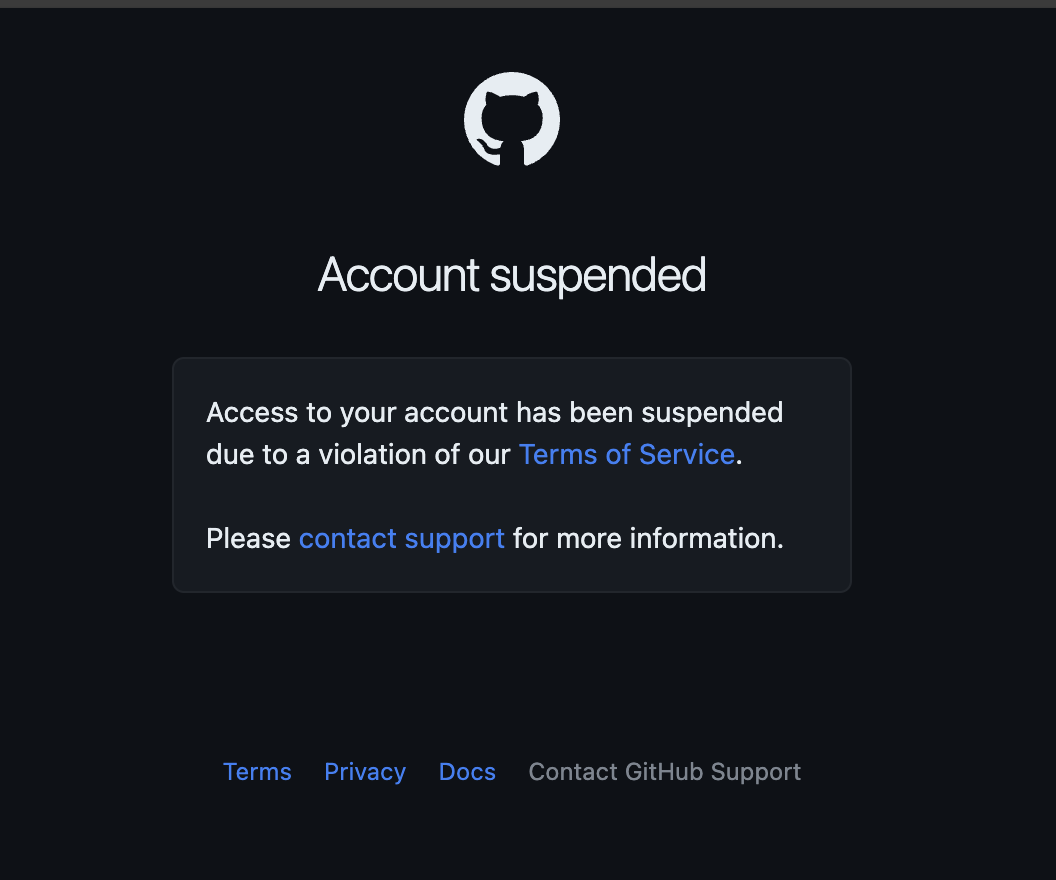 Account suspended
Access to your account has been suspended
due to a violation of our Terms of Service.
Please contact support for more information.
Terms Privacy Docs Contact GitHub Support